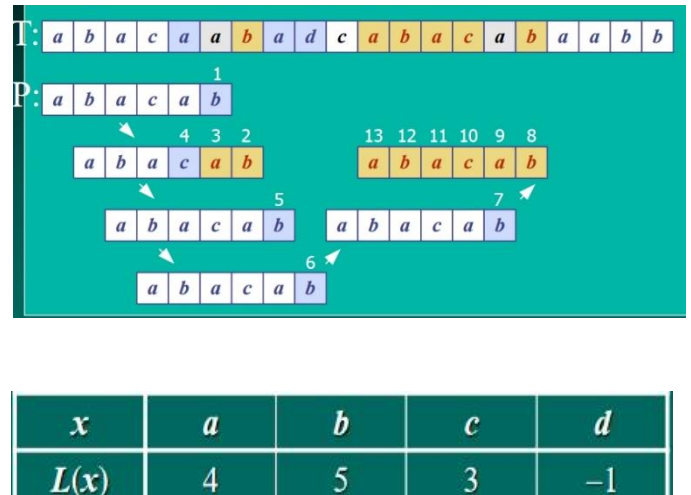 T: a b a c a a b a d c a b a c a b a a b b
1
P: a b a c a b
4 3 2 13 12 11 10 9 8
a b a c a b a b a c a b
5 7
a b a c a b a b a c a b
6
a b a c a b
x a b c d
L(x) 4 5 3 −1